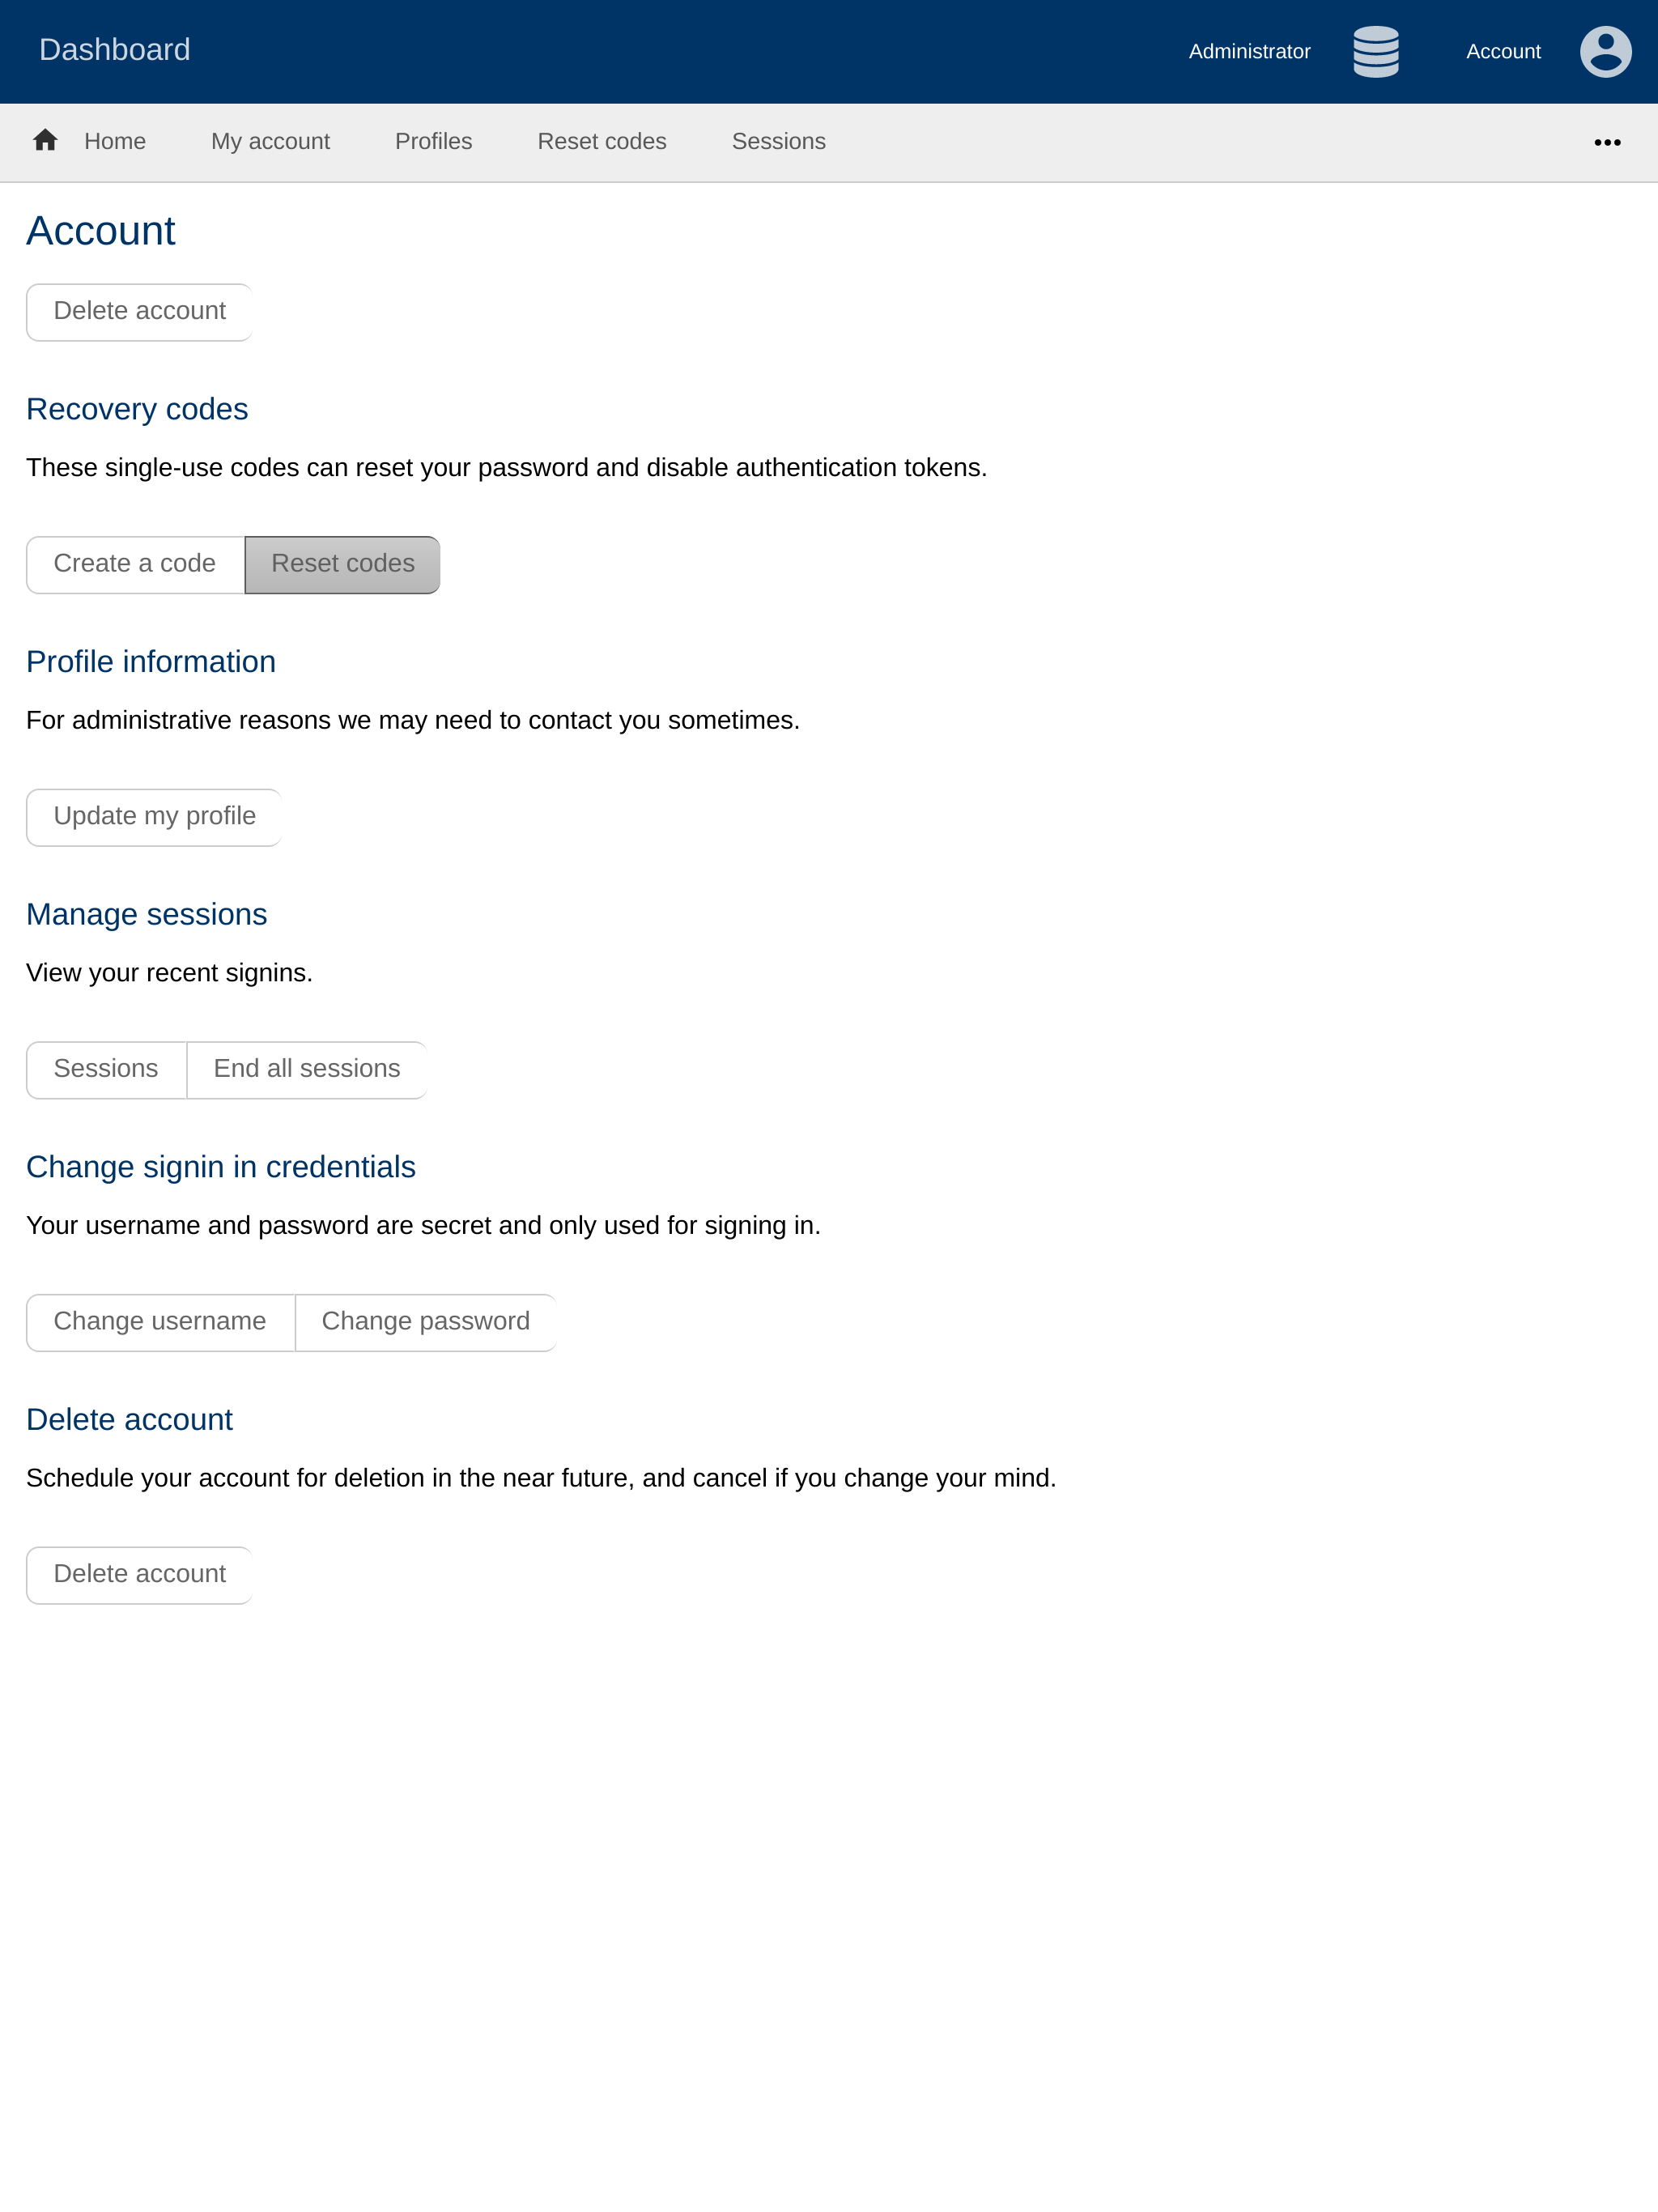 Dashboard
Administrator
Account
Home
My account
Profiles
Reset codes
Sessions
Account
Delete account
Recovery codes
These single-use codes can reset your password and disable authentication tokens.
Create a code
Reset codes
Profile information
For administrative reasons we may need to contact you sometimes.
Update my profile
Manage sessions
View your recent signins.
Sessions
End all sessions
Change signin in credentials
Your username and password are secret and only used for signing in.
Change username
Change password
Delete account
Schedule your account for deletion in the near future, and cancel if you change your mind.
Delete account